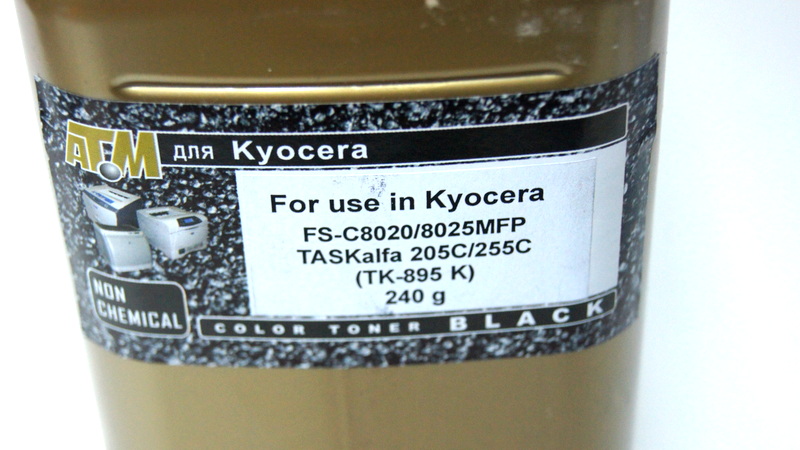 ATM для Kyocera
For use in Kyocera
FS-C8020/8025MFP
TASKalfa 205C/255C
(TK-895 K)
240 g
NON
CHEMICAL
COLOR TONER BLACK